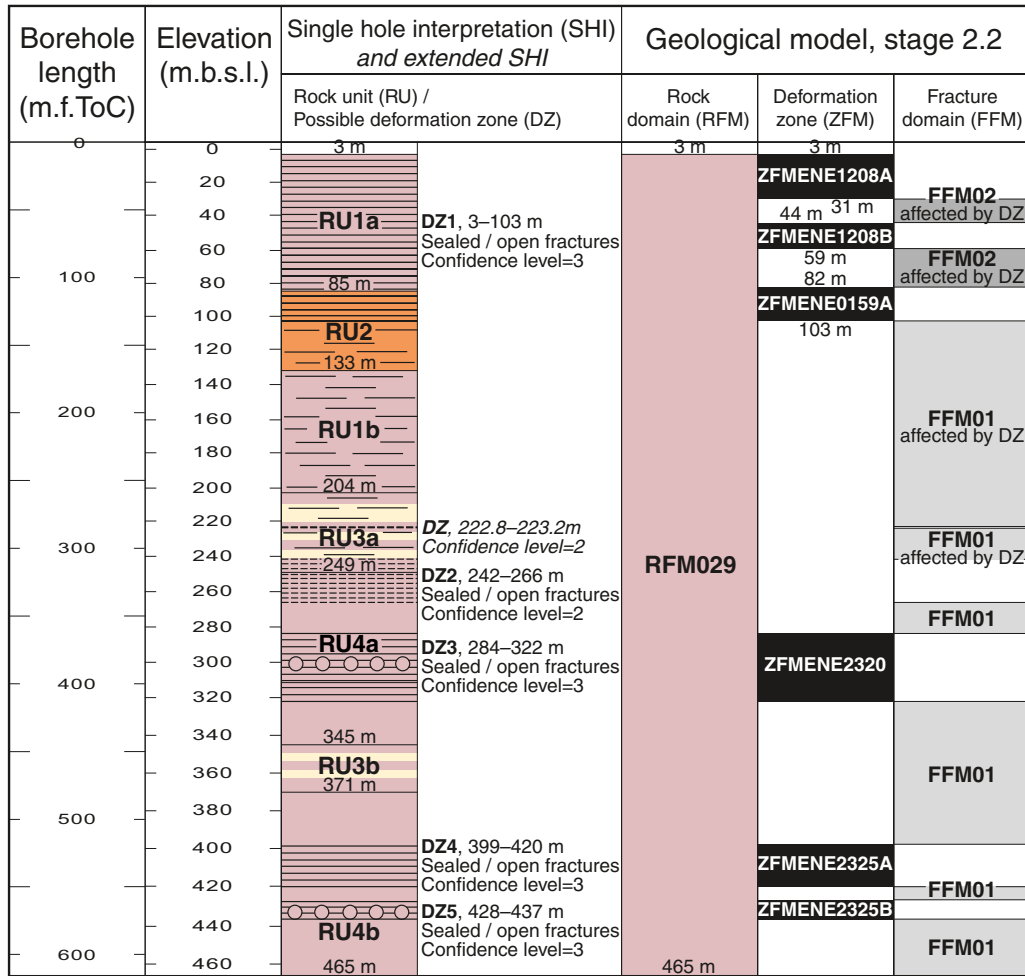 Borehole
length
(m.f.ToC)
Elevation
(m.b.s.l.)
Single hole interpretation (SHI)
and extended SHI
Geological model, stage 2.2
Rock unit (RU) /
Possible deformation zone (DZ)
Rock
domain (RFM)
Deformation
zone (ZFM)
Fracture
domain (FFM)
0
100
200
300
400
500
600
0
20
40
60
80
100
120
140
160
180
200
220
240
260
280
300
320
340
360
380
400
420
440
460
3 m
RU1a
85 m
RU2
133 m
RU1b
204 m
RU3a
249 m
RU4a
345 m
RU3b
371 m
RU4b
465 m
DZ1, 3–103 m
Sealed / open fractures
Confidence level=3
DZ, 222.8–223.2m
Confidence level=2
DZ2, 242–266 m
Sealed / open fractures
Confidence level=2
DZ3, 284–322 m
Sealed / open fractures
Confidence level=3
DZ4, 399–420 m
Sealed / open fractures
Confidence level=3
DZ5, 428–437 m
Sealed / open fractures
Confidence level=3
3 m
RFM029
465 m
3 m
ZFMENE1208A
44 m 31 m
ZFMENE1208B
59 m
82 m
ZFMENE0159A
103 m
ZFMENE2320
ZFMENE2325A
ZFMENE2325B
FFM02
affected by DZ
FFM02
affected by DZ
FFM01
affected by DZ
FFM01
affected by DZ
FFM01
FFM01
FFM01
FFM01